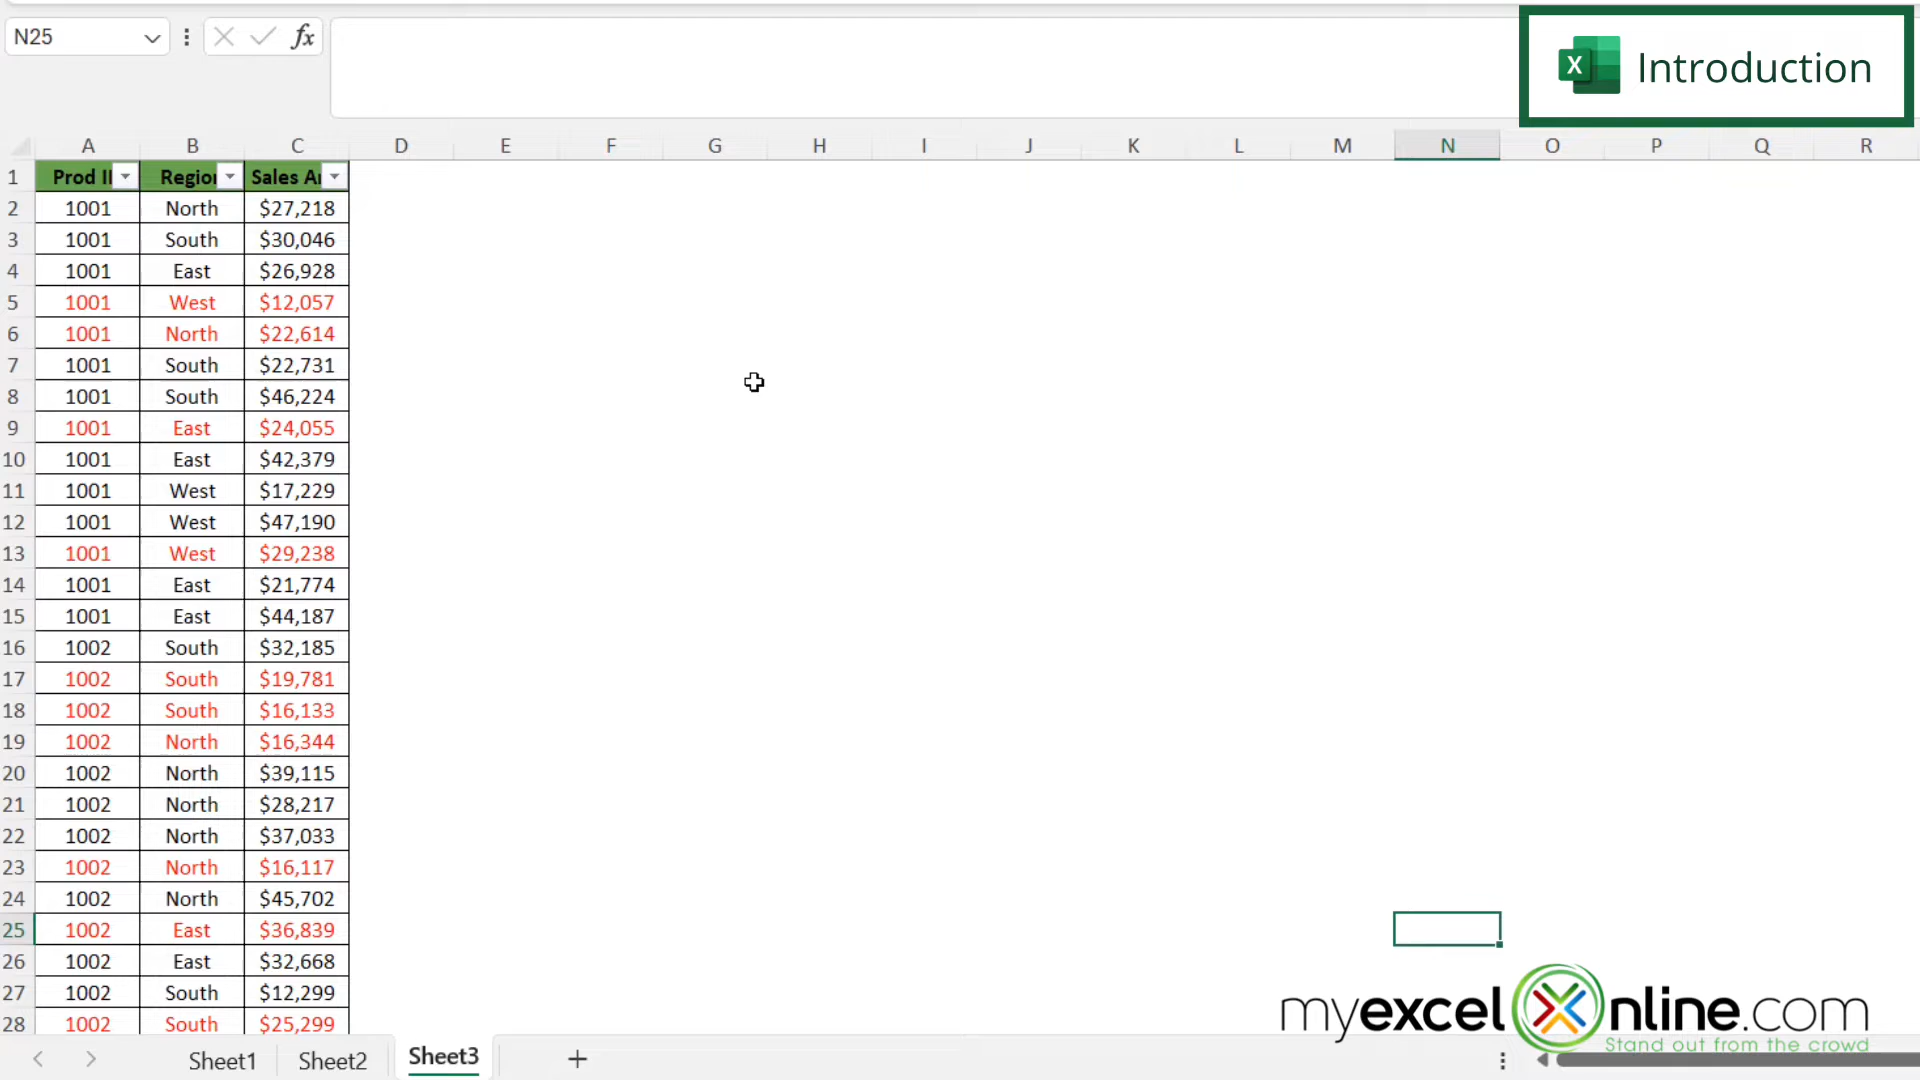 N25 fx
X Introduction
A B C D E F G H I J K L M N O P Q R
1 Prod II Regior Sales Ar
2 1001 North $27,218
3 1001 South $30,046
4 1001 East $26,928
5 1001 West $12,057
6 1001 North $22,614
7 1001 South $22,731
8 1001 South $46,224
9 1001 East $24,055
10 1001 East $42,379
11 1001 West $17,229
12 1001 West $47,190
13 1001 West $29,238
14 1001 East $21,774
15 1001 East $44,187
16 1002 South $32,185
17 1002 South $19,781
18 1002 South $16,133
19 1002 North $16,344
20 1002 North $39,115
21 1002 North $28,217
22 1002 North $37,033
23 1002 North $16,117
24 1002 North $45,702
25 1002 East $36,839
26 1002 East $32,668
27 1002 South $12,299
28 1002 South $25,299
myexcelOnline.com
Stand out from the crowd
Sheet1 Sheet2 Sheet3 +